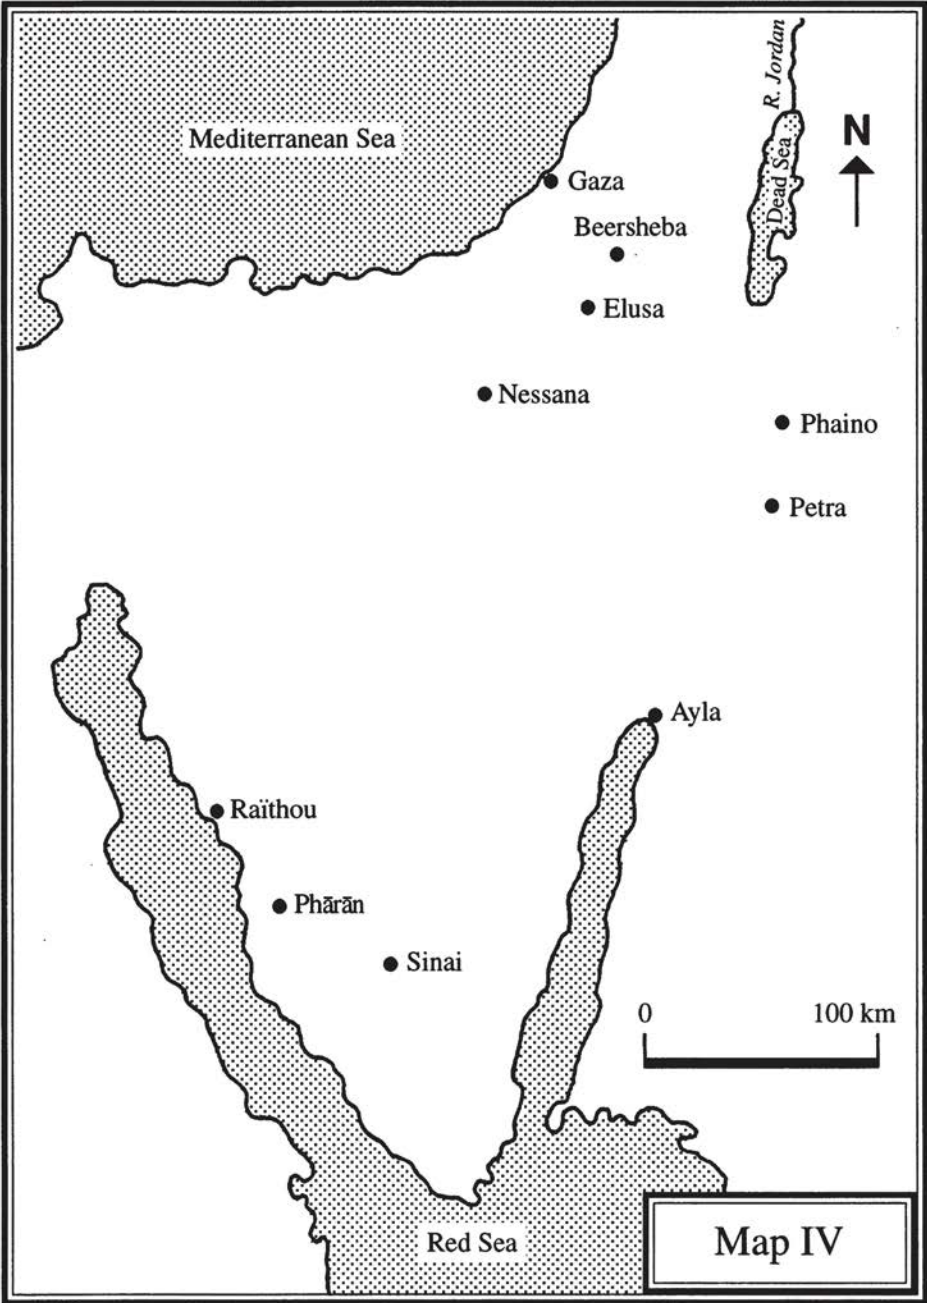 R. Jordan
Mediterranean Sea
N
Dead Sea
Gaza
Beersheba
Elusa
Nessana
Phaino
Petra
Ayla
Raïthou
Phārān
Sinai
0 100 km
Red Sea
Map IV